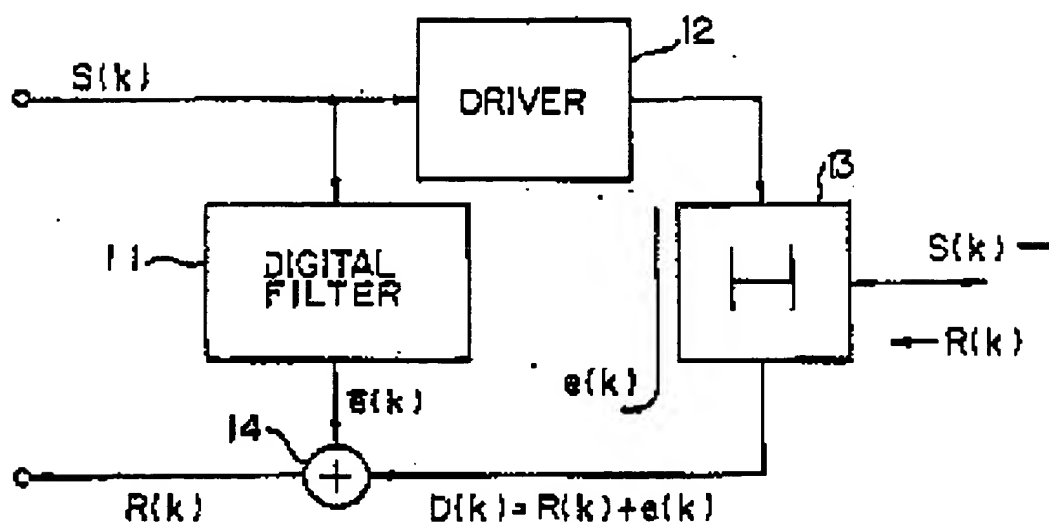 12
S(k)
DRIVER
13
11
DIGITAL
FILTER
H
S(k)
R(k)
e(k)
ē(k)
14
R(k)
D(k)=R(k)+e(k)